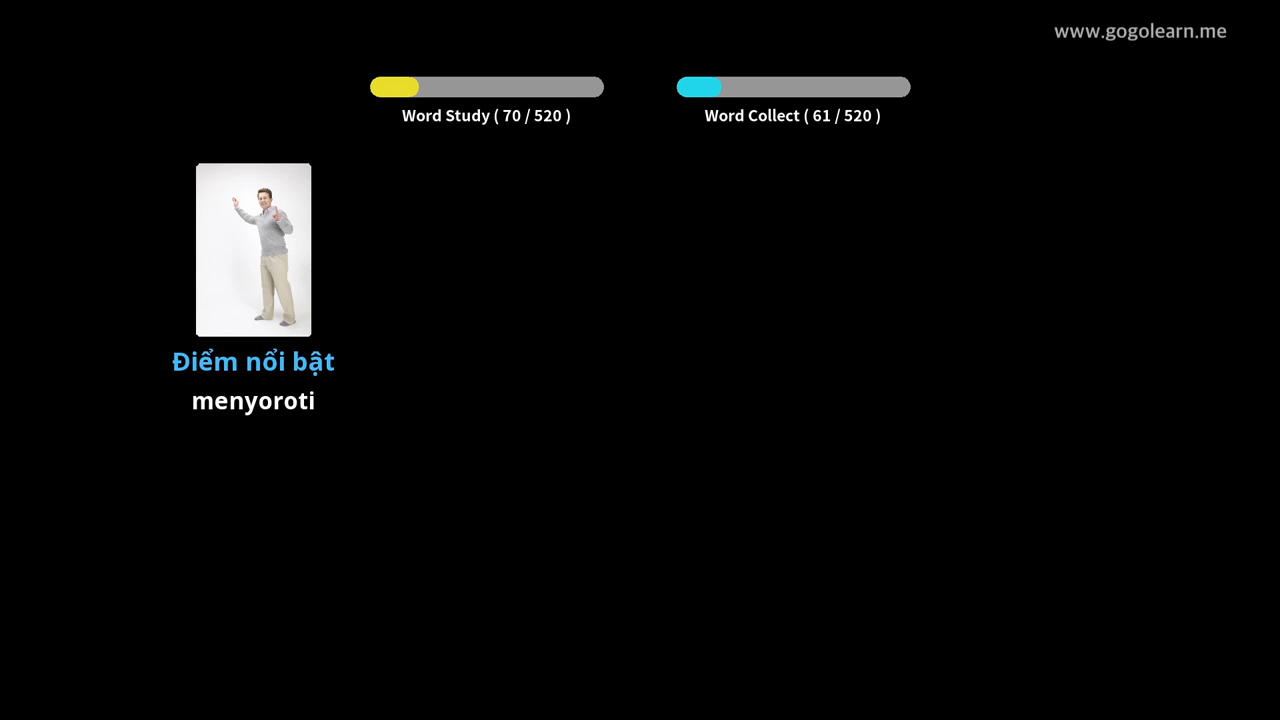 www.gogolearn.me
Word Study ( 70 / 520 )
Word Collect ( 61 / 520 )
Điểm nổi bật
menyoroti